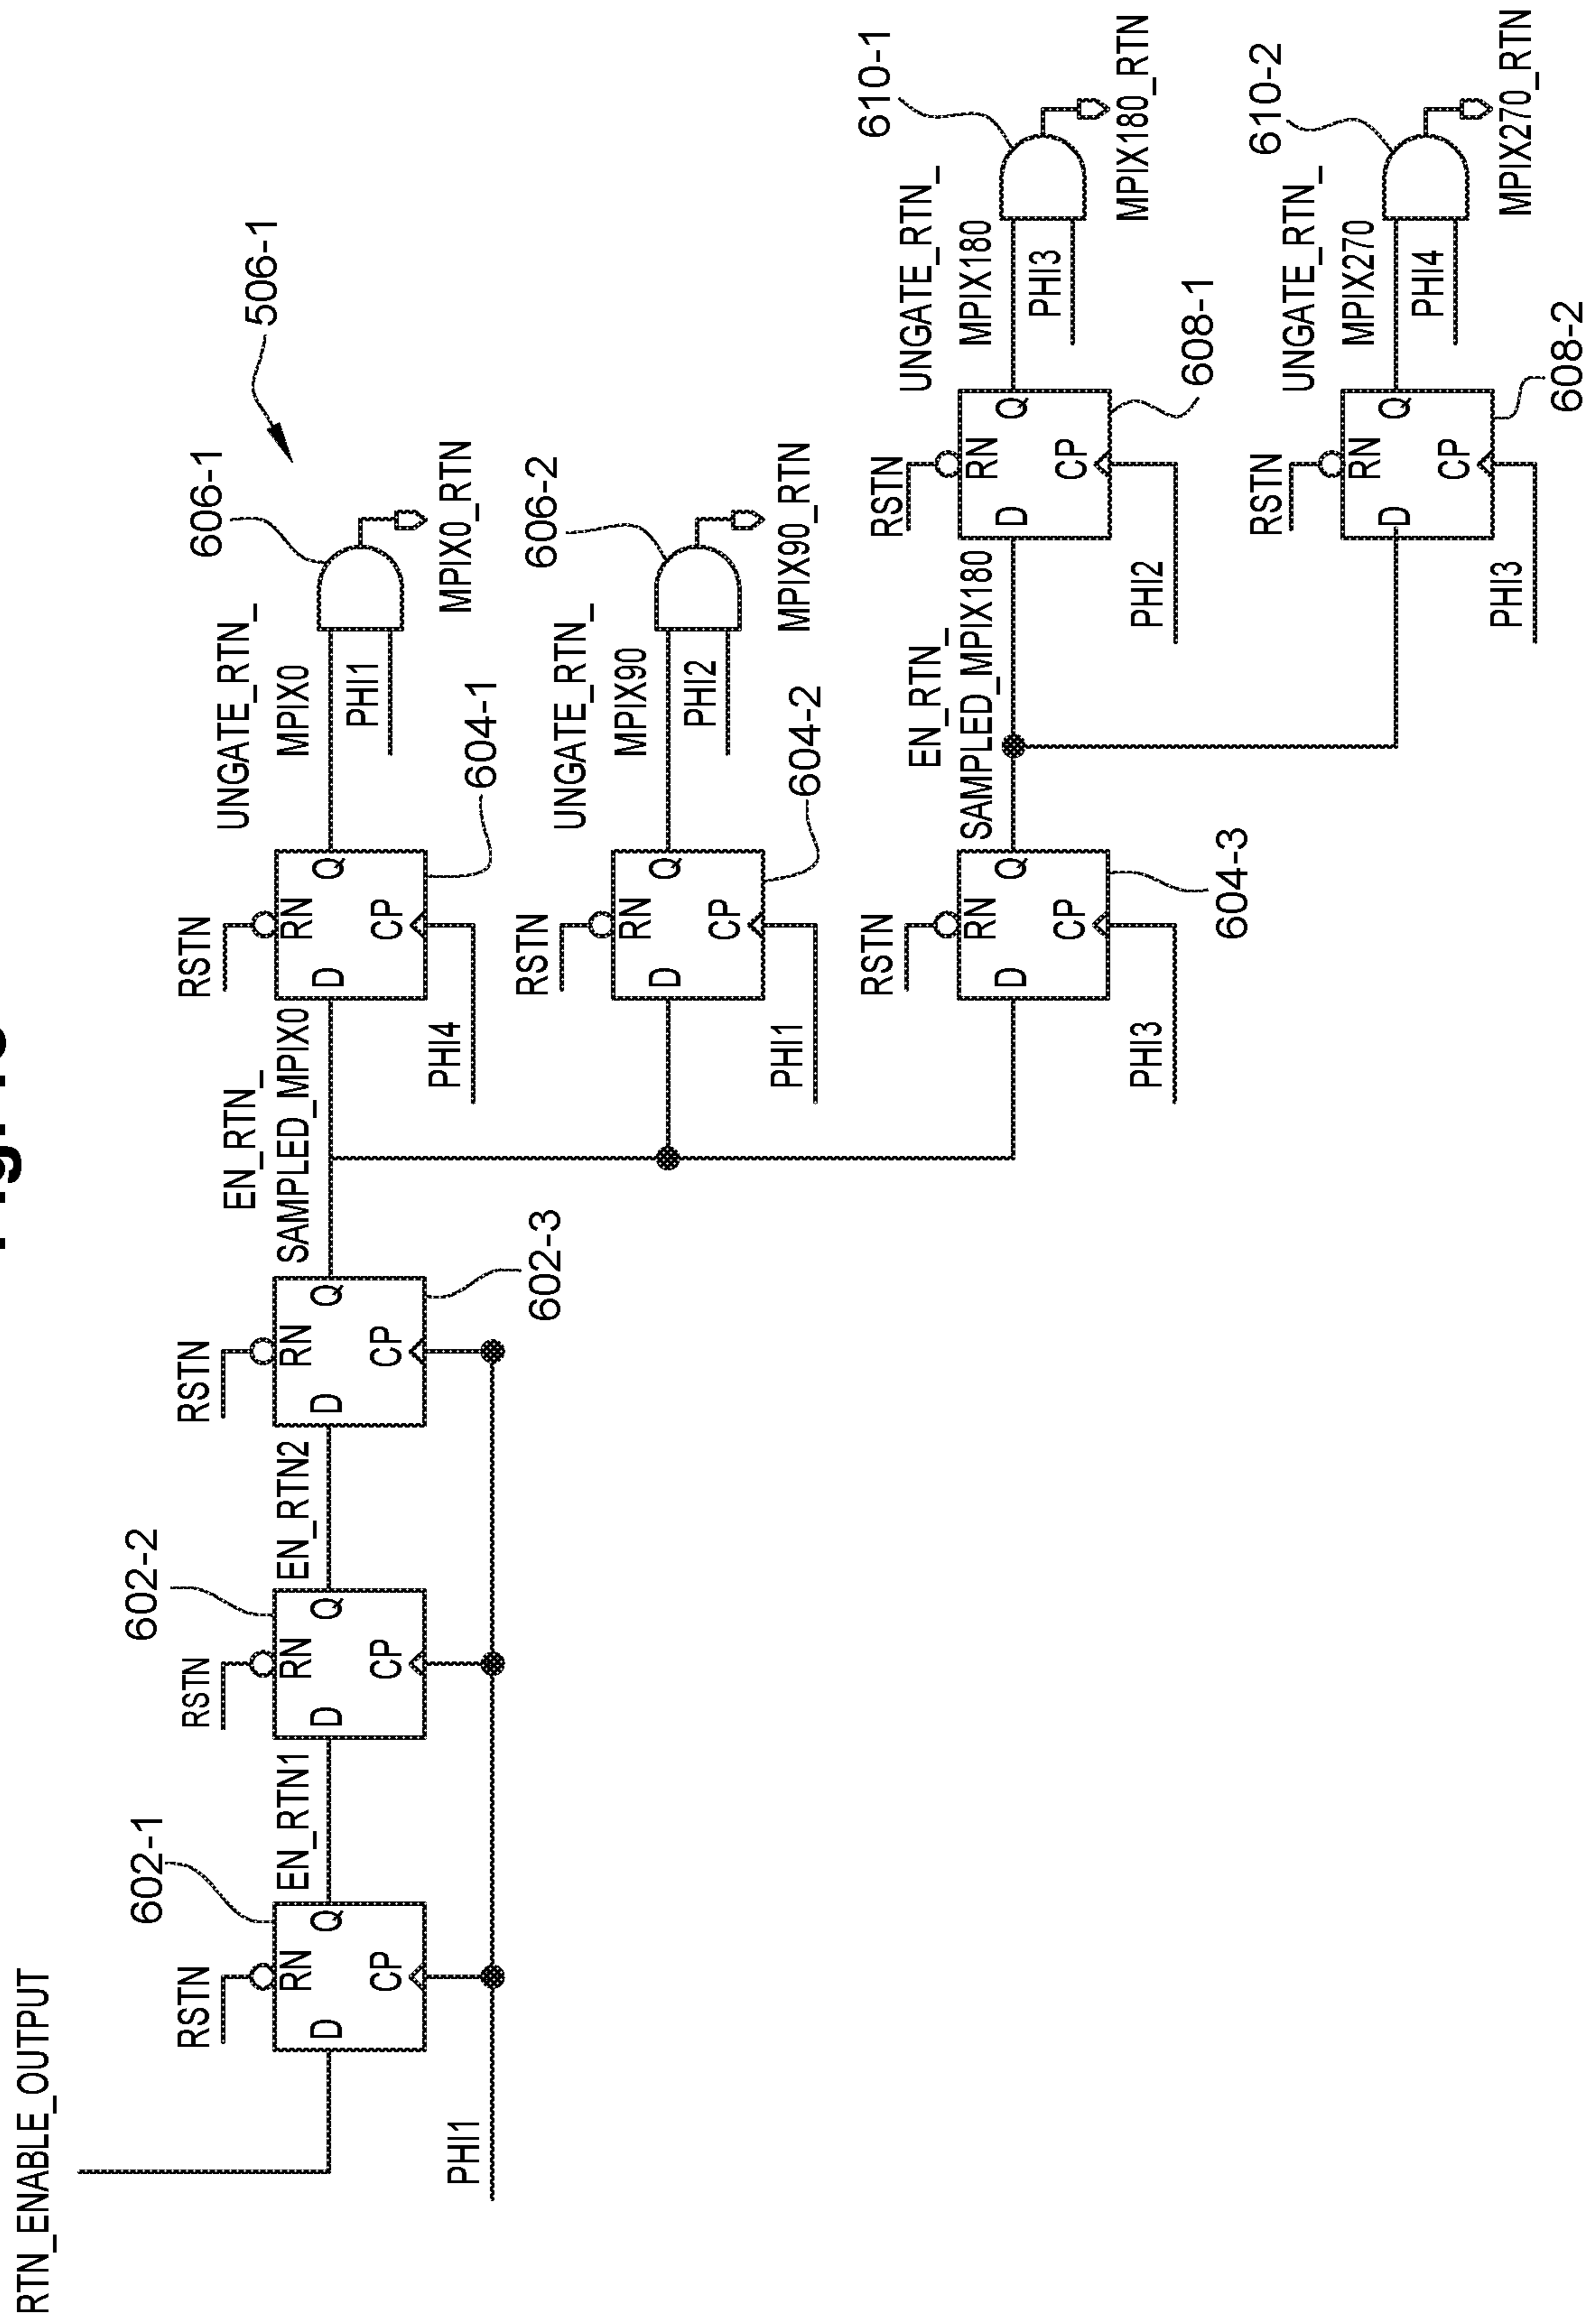 RTN_ENABLE_OUTPUT
602-1
RSTN
D
RN
CP
Q
EN_RTN1
PHI1
602-2
RSTN
D
RN
CP
Q
EN_RTN2
RSTN
D
RN
CP
Q
602-3
EN_RTN_
SAMPLED_MPIX0
RSTN
D
RN
CP
Q
PHI4
604-1
UNGATE_RTN_
MPIX0
PHI1
606-1
MPIX0_RTN
506-1
RSTN
D
RN
CP
Q
PHI1
604-2
UNGATE_RTN_
MPIX90
PHI2
606-2
MPIX90_RTN
RSTN
D
RN
CP
Q
PHI3
604-3
EN_RTN_
SAMPLED_MPIX180
RSTN
D
RN
CP
Q
PHI2
608-1
UNGATE_RTN_
MPIX180
PHI3
610-1
MPIX180_RTN
RSTN
D
RN
CP
Q
PHI3
608-2
UNGATE_RTN_
MPIX270
PHI4
610-2
MPIX270_RTN